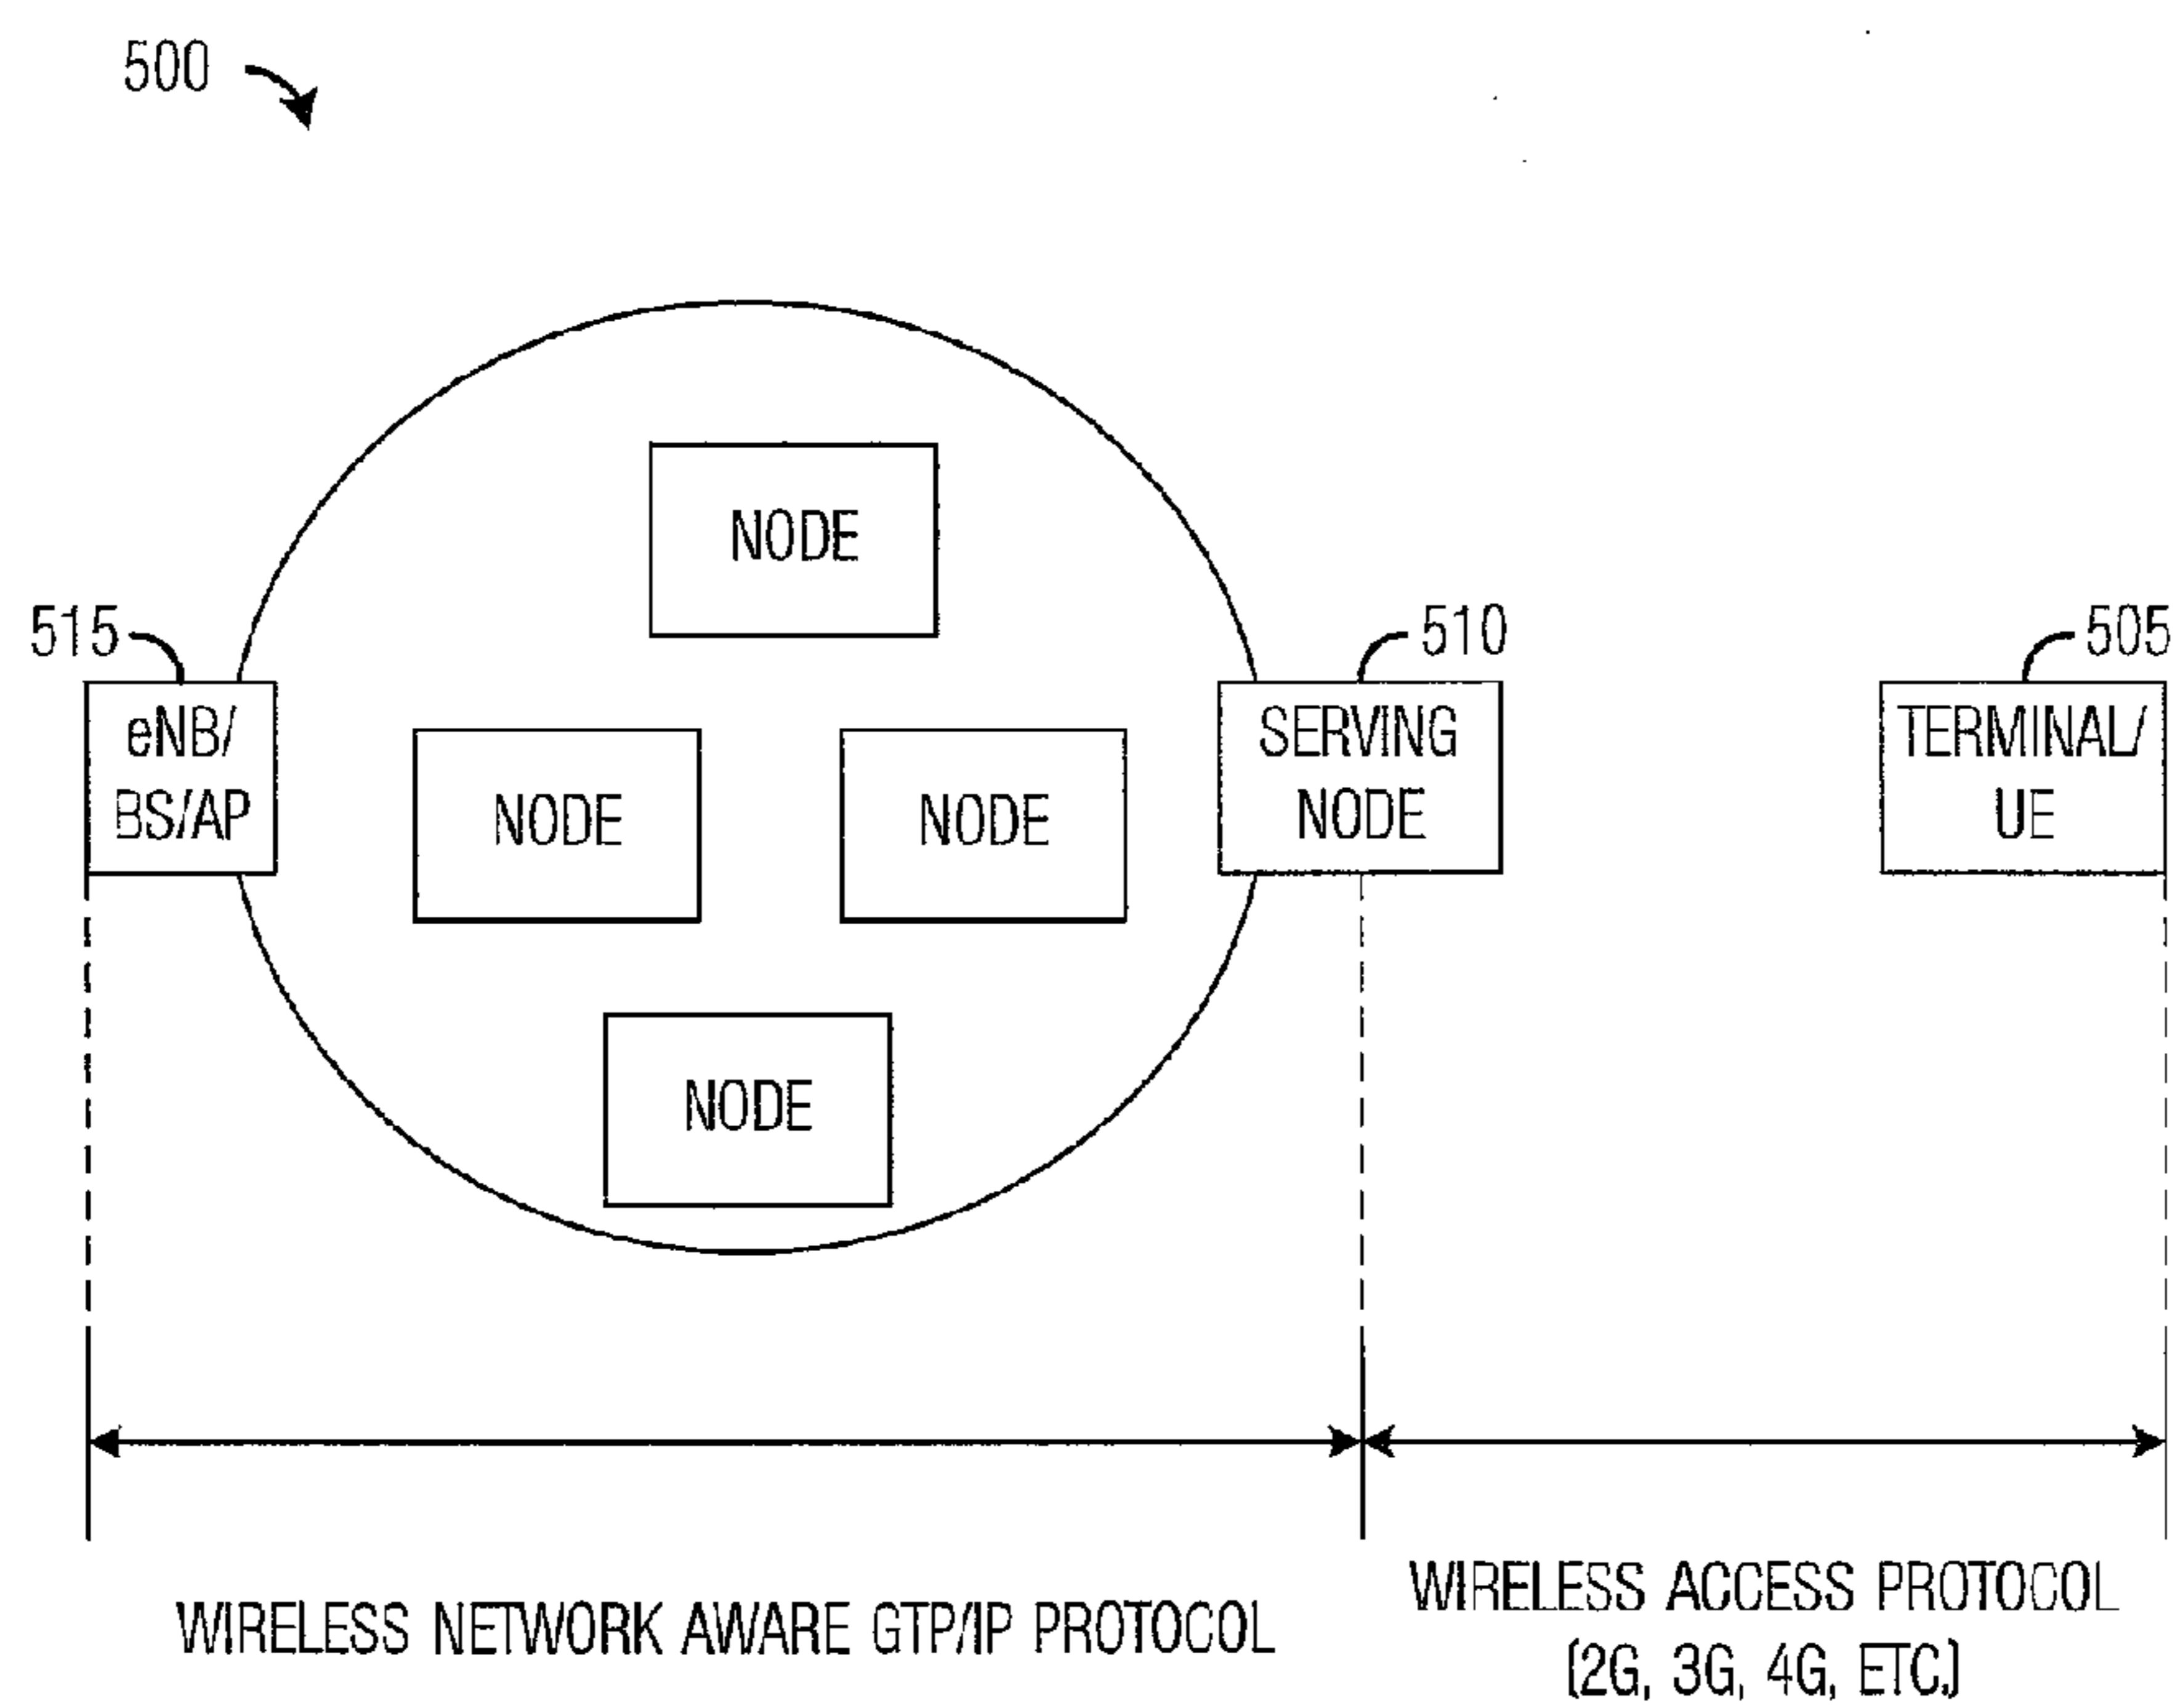 500
NODE
515
510
505
eNB/
BS/AP
NODE
NODE
SERVING
NODE
TERMINAL/
UE
NODE
WIRELESS NETWORK AWARE GTP/IP PROTOCOL
WIRELESS ACCESS PROTOCOL
(2G, 3G, 4G, ETC.)